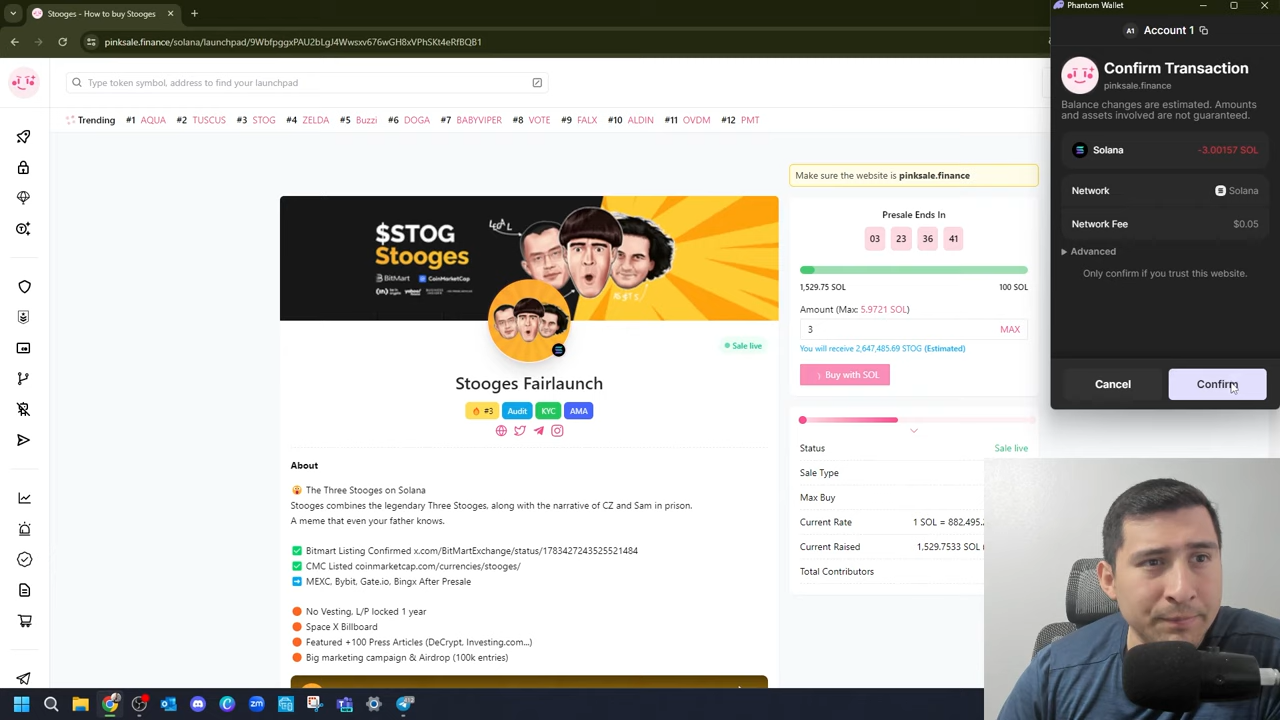 Stooges - How to buy Stooges
Phantom Wallet
pinksale.finance/solana/launchpad/9WbfpggxPAU2bLgJ4Wwsxv676wGH8xVPhSKt4eRfBQB1
A1 Account 1
Type token symbol, address to find your launchpad
Confirm Transaction
pinksale.finance
Balance changes are estimated. Amounts
and assets involved are not guaranteed.
Trending #1 AQUA #2 TUSCUS #3 STOG #4 ZELDA #5 Buzzi #6 DOGA #7 BABYVIPER #8 VOTE #9 FALX #10 ALDIN #11 OVDM #12 PMT
Solana -3.00157 SOL
Network Solana
Network Fee $0.05
Advanced
Only confirm if you trust this website.
Cancel Confirm
Make sure the website is pinksale.finance
$STOG
Stooges
BitMart CoinMarketCap
LEGAL
Presale Ends In
03 23 36 41
1,529.75 SOL 100 SOL
Amount (Max: 5.9721 SOL)
3 MAX
You will receive 2,647,485.69 STOG (Estimated)
Buy with SOL
Sale live
Stooges Fairlaunch
#3 Audit KYC AMA
About
The Three Stooges on Solana
Stooges combines the legendary Three Stooges, along with the narrative of CZ and Sam in prison.
A meme that even your father knows.
Bitmart Listing Confirmed x.com/BitMartExchange/status/1783427243525521484
CMC Listed coinmarketcap.com/currencies/stooges/
MEXC, Bybit, Gate.io, Bingx After Presale
No Vesting, L/P locked 1 year
Space X Billboard
Featured +100 Press Articles (DeCrypt, Investing.com...)
Big marketing campaign & Airdrop (100k entries)
Status Sale live
Sale Type
Max Buy
Current Rate 1 SOL = 882,495.2
Current Raised 1,529.7533 SOL
Total Contributors